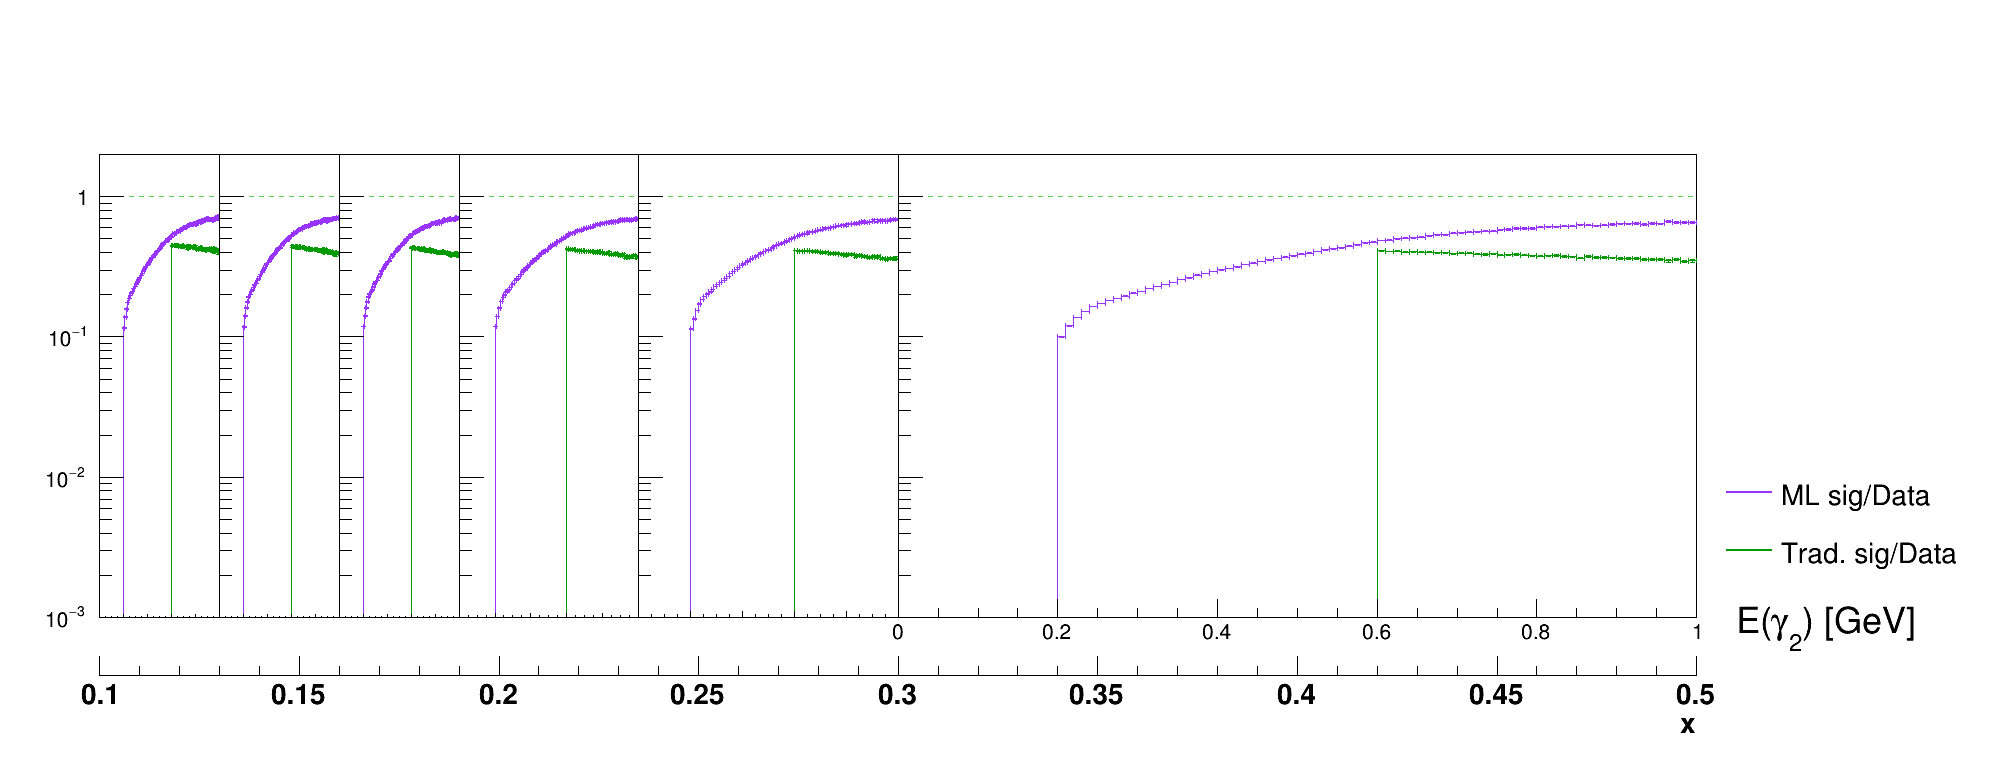 1
10⁻¹
10⁻²
10⁻³
0 0.2 0.4 0.6 0.8 1
ML sig/Data
Trad. sig/Data
E(γ₂) [GeV]
0.1 0.15 0.2 0.25 0.3 0.35 0.4 0.45 0.5
x